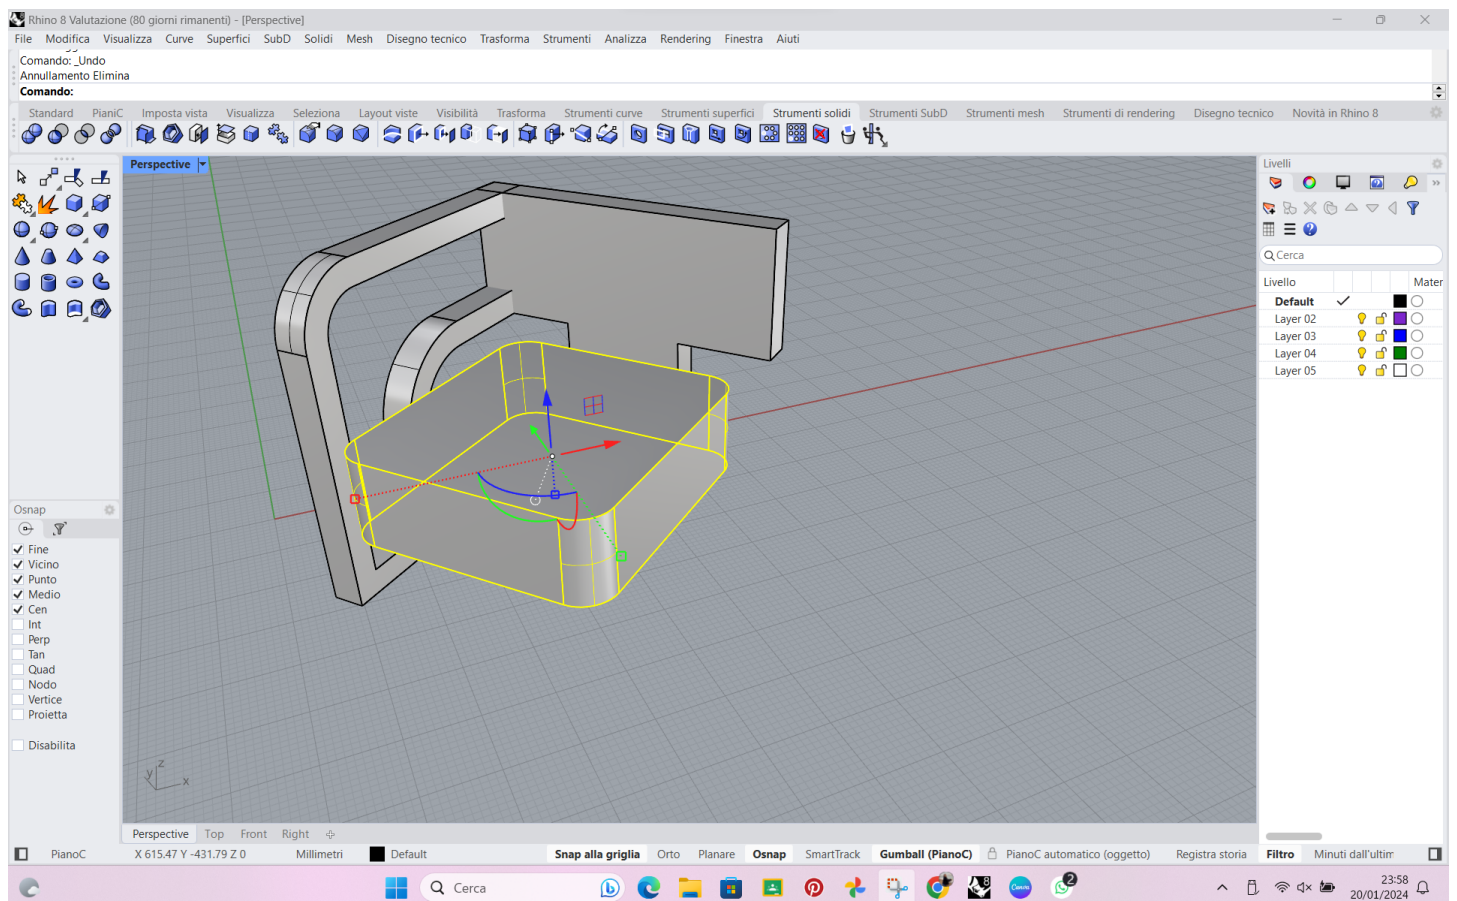 Rhino 8 Valutazione (80 giorni rimanenti) - [Perspective]
File Modifica Visualizza Curve Superfici SubD Solidi Mesh Disegno tecnico Trasforma Strumenti Analizza Rendering Finestra Aiuti
Comando: _Undo
Annullamento Elimina
Comando:
Standard PianiC Imposta vista Visualizza Seleziona Layout viste Visibilità Trasforma Strumenti curve Strumenti superfici Strumenti solidi Strumenti SubD Strumenti mesh Strumenti di rendering Disegno tecnico Novità in Rhino 8
Perspective
Livelli
Cerca
Livello Mater
Default
Layer 02
Layer 03
Layer 04
Layer 05
Osnap
Fine
Vicino
Punto
Medio
Cen
Int
Perp
Tan
Quad
Nodo
Vertice
Proietta
Disabilita
z
y
x
Perspective Top Front Right
PianoC X 615.47 Y -431.79 Z 0 Millimetri Default Snap alla griglia Orto Planare Osnap SmartTrack Gumball (PianoC) PianoC automatico (oggetto) Registra storia Filtro Minuti dall'ultim
Cerca
Canva
2
23:58
20/01/2024